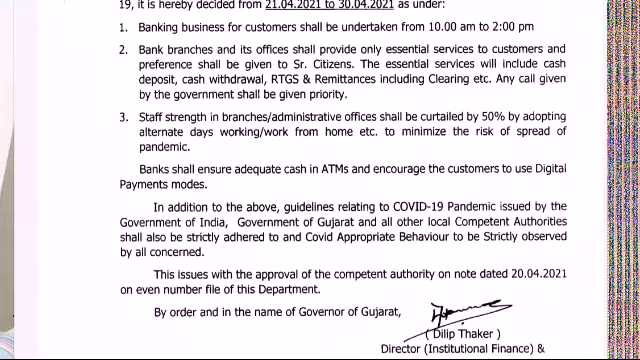 19, it is hereby decided from 21.04.2021 to 30.04.2021 as under:
1. Banking business for customers shall be undertaken from 10.00 am to 2:00 pm
2. Bank branches and its offices shall provide only essential services to customers and
preference shall be given to Sr. Citizens. The essential services will include cash
deposit, cash withdrawal, RTGS & Remittances including Clearing etc. Any call given
by the government shall be given priority.
3. Staff strength in branches/administrative offices shall be curtailed by 50% by adopting
alternate days working/work from home etc. to minimize the risk of spread of
pandemic.
Banks shall ensure adequate cash in ATMs and encourage the customers to use Digital
Payments modes.
In addition to the above, guidelines relating to COVID-19 Pandemic issued by the
Government of India, Government of Gujarat and all other local Competent Authorities
shall also be strictly adhered to and Covid Appropriate Behaviour to be Strictly observed
by all concerned.
This issues with the approval of the competent authority on note dated 20.04.2021
on even number file of this Department.
By order and in the name of Governor of Gujarat,
( Dilip Thaker )
Director (Institutional Finance) &